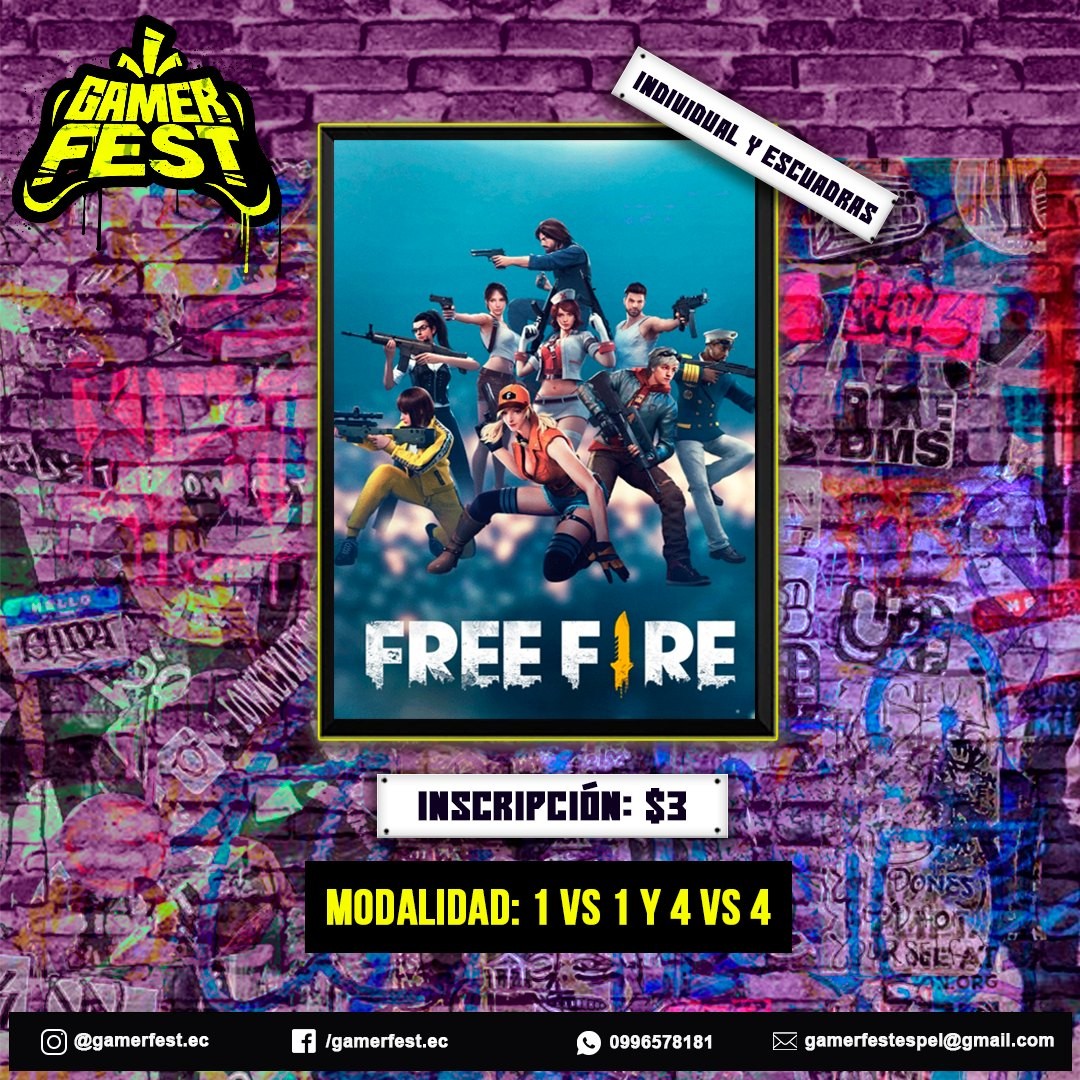 GAMER
FEST
INDIVIDUAL Y ESCUADRAS
FREE FIRE
INSCRIPCIÓN: $3
MODALIDAD: 1 VS 1 Y 4 VS 4
HELLO
@gamerfest.ec
/gamerfest.ec
0996578181
gamerfestespel@gmail.com